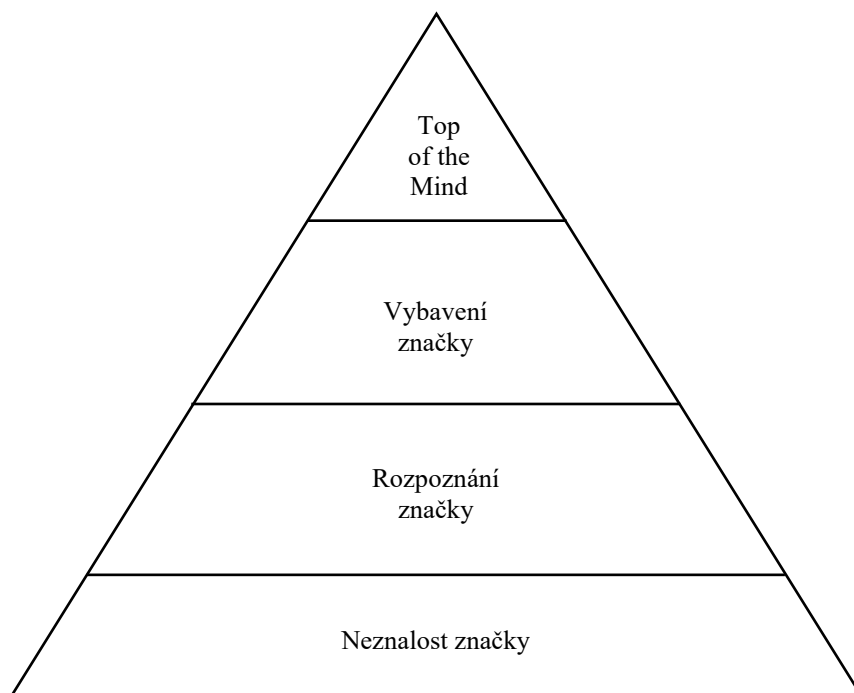 Top
of the
Mind
Vybavení
značky
Rozpoznání
značky
Neznalost značky